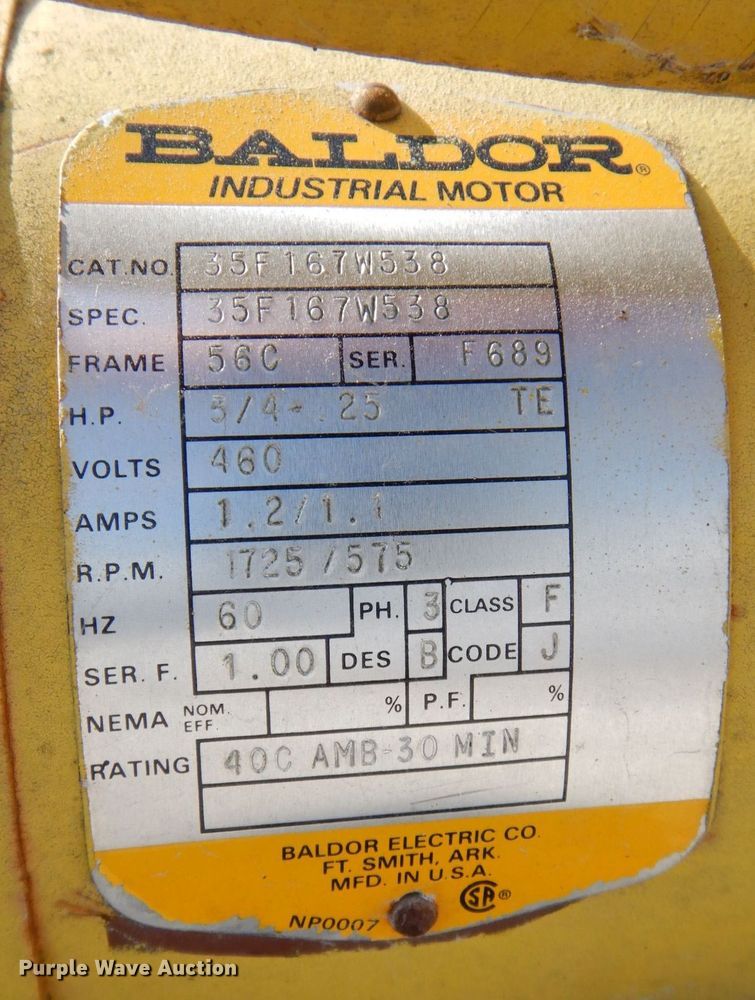 BALDOR®
INDUSTRIAL MOTOR
CAT.NO. 35F167W538
SPEC. 35F167W538
FRAME 56C SER. F689
H.P. 3/4-.25 TE
VOLTS 460
AMPS 1.2/1.1
R.P.M. 1725/575
HZ 60 PH. 3 CLASS F
SER. F. 1.00 DES B CODE J
NEMA NOM. EFF. % P.F. %
RATING 40C AMB-30 MIN
BALDOR ELECTRIC CO.
FT. SMITH, ARK.
MFD. IN U.S.A.
SA®
NP0007
Purple Wave Auction